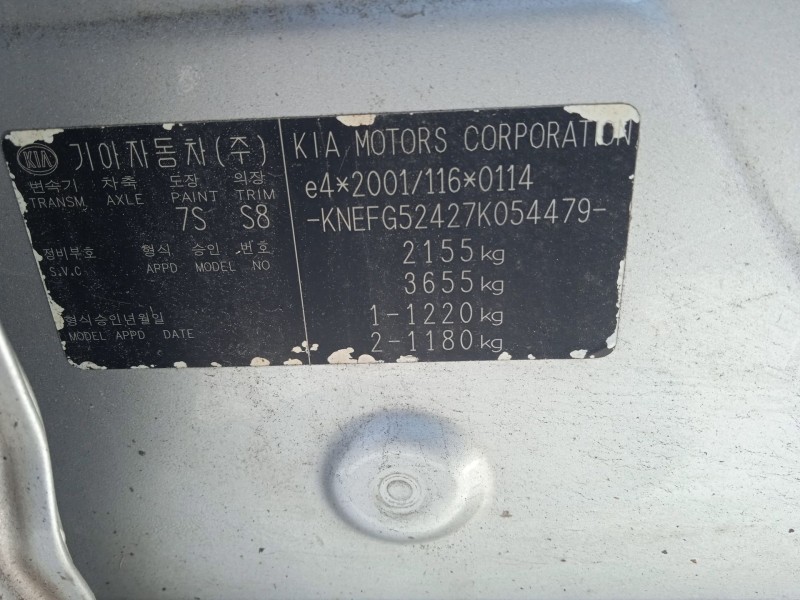 KIA 기아자동차(주)
변속기 차축 도장 의장
TRANSM. AXLE PAINT TRIM
7S S8
정비부호 형식 승인 번호
S.V.C. APPD MODEL NO
형식승인년월일
MODEL APPD DATE
KIA MOTORS CORPORATION
e4*2001/116*0114
-KNEFG52427K054479-
2155kg
3655kg
1-1220kg
2-1180kg